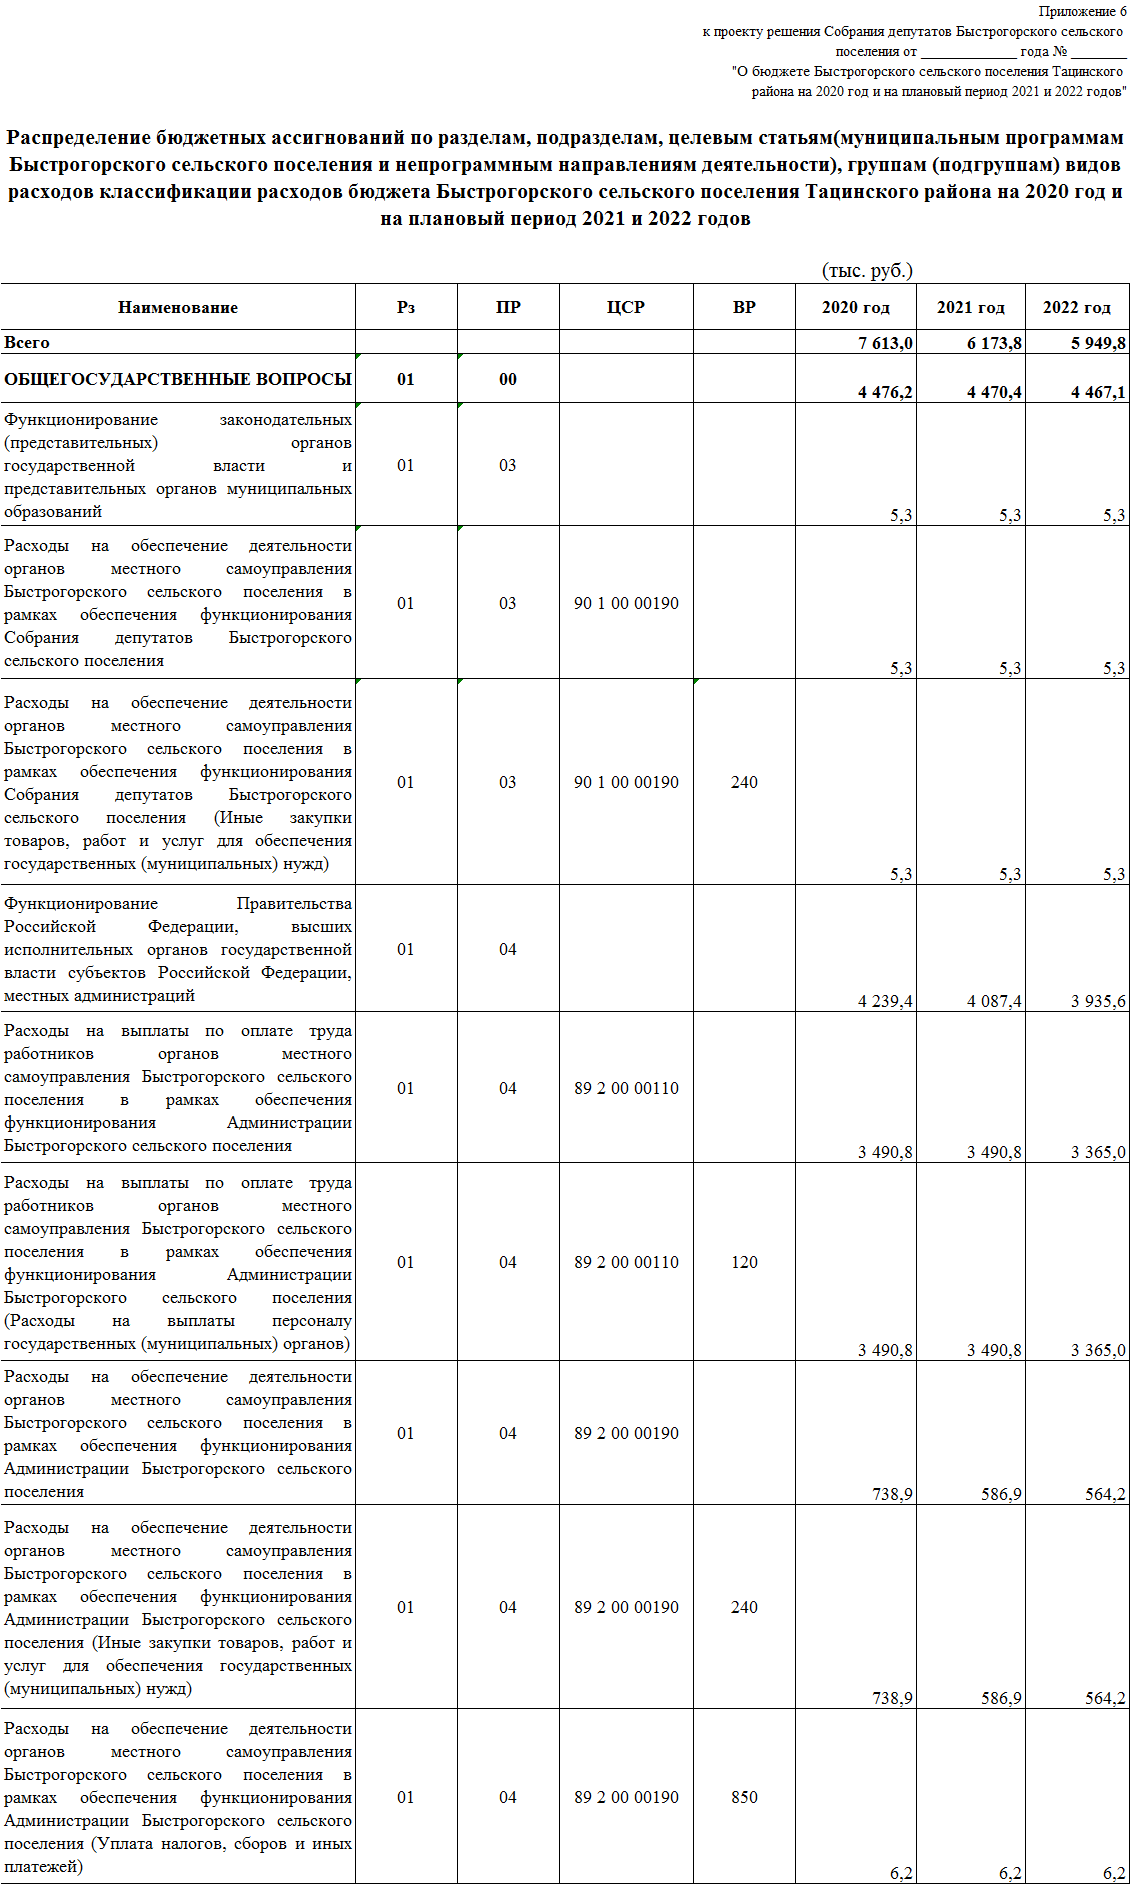 Приложение 6
к проекту решения Собрания депутатов Быстрогорского сельского
поселения от _____________ года № ________
"О бюджете Быстрогорского сельского поселения Тацинского
района на 2020 год и на плановый период 2021 и 2022 годов"
Распределение бюджетных ассигнований по разделам, подразделам, целевым статьям(муниципальным программам
Быстрогорского сельского поселения и непрограммным направлениям деятельности), группам (подгруппам) видов
расходов классификации расходов бюджета Быстрогорского сельского поселения Тацинского района на 2020 год и
на плановый период 2021 и 2022 годов
(тыс. руб.)
Наименование Рз ПР ЦСР ВР 2020 год 2021 год 2022 год
Всего 7 613,0 6 173,8 5 949,8
ОБЩЕГОСУДАРСТВЕННЫЕ ВОПРОСЫ 01 00 4 476,2 4 470,4 4 467,1
Функционирование законодательных
(представительных) органов
государственной власти и
представительных органов муниципальных
образований
01 03 5,3 5,3 5,3
Расходы на обеспечение деятельности
органов местного самоуправления
Быстрогорского сельского поселения в
рамках обеспечения функционирования
Собрания депутатов Быстрогорского
сельского поселения
01 03 90 1 00 00190 5,3 5,3 5,3
Расходы на обеспечение деятельности
органов местного самоуправления
Быстрогорского сельского поселения в
рамках обеспечения функционирования
Собрания депутатов Быстрогорского
сельского поселения (Иные закупки
товаров, работ и услуг для обеспечения
государственных (муниципальных) нужд)
01 03 90 1 00 00190 240 5,3 5,3 5,3
Функционирование Правительства
Российской Федерации, высших
исполнительных органов государственной
власти субъектов Российской Федерации,
местных администраций
01 04 4 239,4 4 087,4 3 935,6
Расходы на выплаты по оплате труда
работников органов местного
самоуправления Быстрогорского сельского
поселения в рамках обеспечения
функционирования Администрации
Быстрогорского сельского поселения
01 04 89 2 00 00110 3 490,8 3 490,8 3 365,0
Расходы на выплаты по оплате труда
работников органов местного
самоуправления Быстрогорского сельского
поселения в рамках обеспечения
функционирования Администрации
Быстрогорского сельского поселения
(Расходы на выплаты персоналу
государственных (муниципальных) органов)
01 04 89 2 00 00110 120 3 490,8 3 490,8 3 365,0
Расходы на обеспечение деятельности
органов местного самоуправления
Быстрогорского сельского поселения в
рамках обеспечения функционирования
Администрации Быстрогорского сельского
поселения
01 04 89 2 00 00190 738,9 586,9 564,2
Расходы на обеспечение деятельности
органов местного самоуправления
Быстрогорского сельского поселения в
рамках обеспечения функционирования
Администрации Быстрогорского сельского
поселения (Иные закупки товаров, работ и
услуг для обеспечения государственных
(муниципальных) нужд)
01 04 89 2 00 00190 240 738,9 586,9 564,2
Расходы на обеспечение деятельности
органов местного самоуправления
Быстрогорского сельского поселения в
рамках обеспечения функционирования
Администрации Быстрогорского сельского
поселения (Уплата налогов, сборов и иных
платежей)
01 04 89 2 00 00190 850 6,2 6,2 6,2